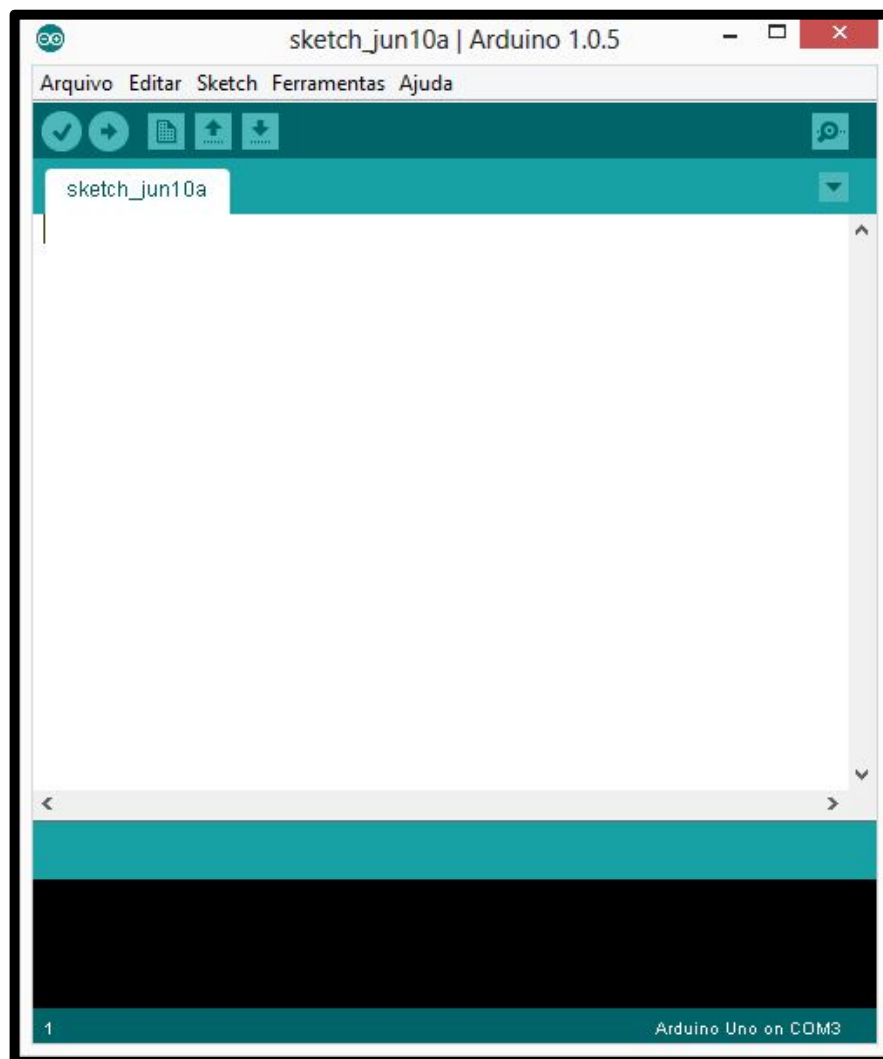 sketch_jun10a | Arduino 1.0.5
Arquivo Editar Sketch Ferramentas Ajuda
sketch_jun10a
1 Arduino Uno on COM3